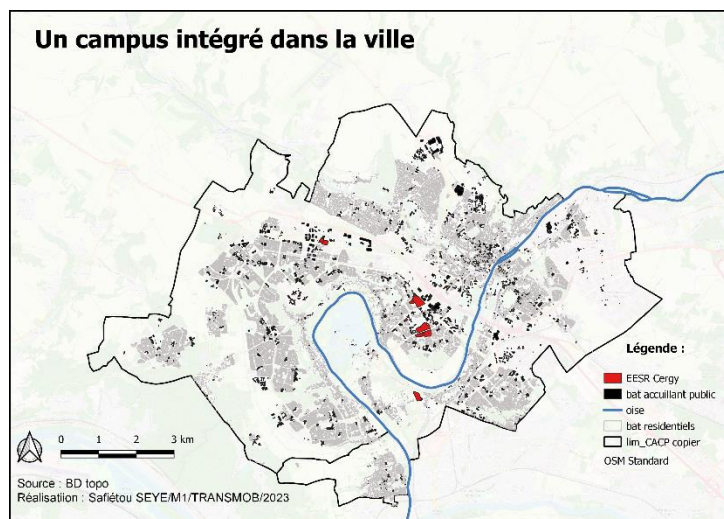 Un campus intégré dans la ville
Légende :
EESR Cergy
bat accuillant public
oise
bat residentiels
lim_CACP copier
OSM Standard
0 1 2 3 km
Source : BD topo
Réalisatiion : Safiétou SEYE/M1/TRANSMOB/2023